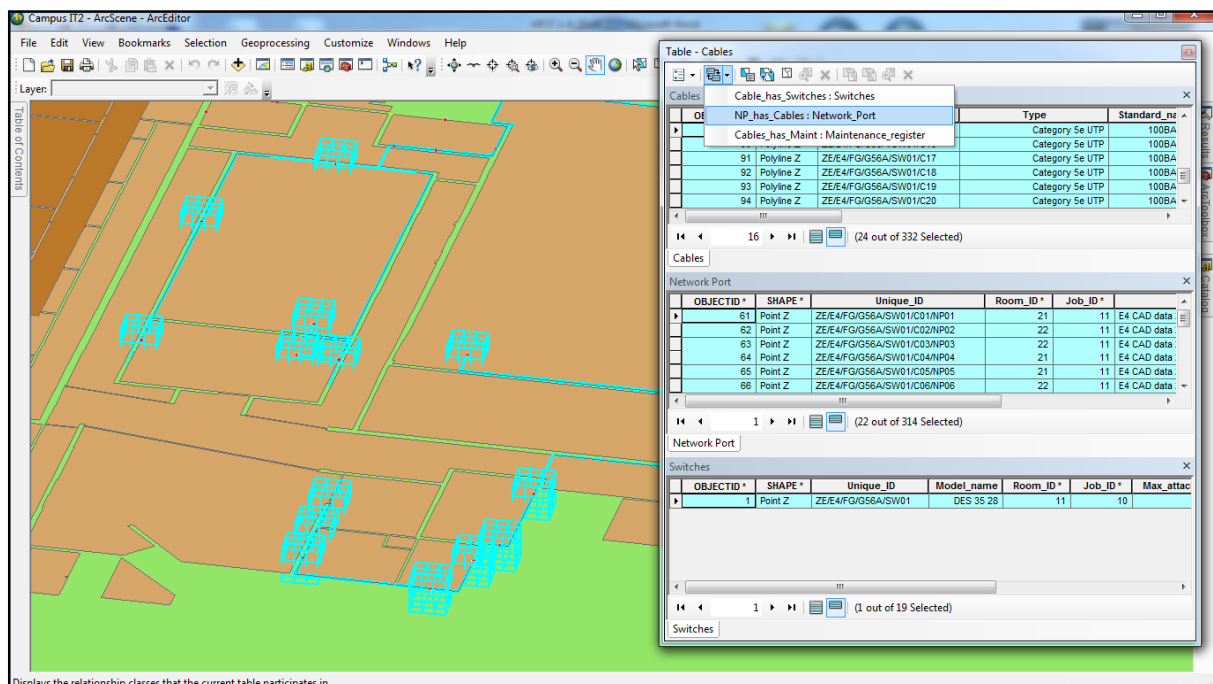 Campus IT2 - ArcScene - ArcEditor
File Edit View Bookmarks Selection Geoprocessing Customize Windows Help
Layer:
Table of Contents
Results
ArcToolbox
Catalog
Table - Cables
Cables
Cable_has_Switches : Switches
NP_has_Cables : Network_Port
Cables_has_Maint : Maintenance_register
Type Standard_na
Category 5e UTP 100BA
Category 5e UTP 100BA
91 Polyline Z ZE/E4/FG/G56A/SW01/C17 Category 5e UTP 100BA
92 Polyline Z ZE/E4/FG/G56A/SW01/C18 Category 5e UTP 100BA
93 Polyline Z ZE/E4/FG/G56A/SW01/C19 Category 5e UTP 100BA
94 Polyline Z ZE/E4/FG/G56A/SW01/C20 Category 5e UTP 100BA
16 (24 out of 332 Selected)
Cables
Network Port
OBJECTID * SHAPE * Unique_ID Room_ID * Job_ID *
61 Point Z ZE/E4/FG/G56A/SW01/C01/NP01 21 11 E4 CAD data
62 Point Z ZE/E4/FG/G56A/SW01/C02/NP02 22 11 E4 CAD data
63 Point Z ZE/E4/FG/G56A/SW01/C03/NP03 22 11 E4 CAD data
64 Point Z ZE/E4/FG/G56A/SW01/C04/NP04 21 11 E4 CAD data
65 Point Z ZE/E4/FG/G56A/SW01/C05/NP05 21 11 E4 CAD data
66 Point Z ZE/E4/FG/G56A/SW01/C06/NP06 22 11 E4 CAD data
1 (22 out of 314 Selected)
Network Port
Switches
OBJECTID * SHAPE * Unique_ID Model_name Room_ID * Job_ID * Max_attac
1 Point Z ZE/E4/FG/G56A/SW01 DES 35 28 11 10
1 (1 out of 19 Selected)
Switches
Displays the relationship classes that the current table participates in